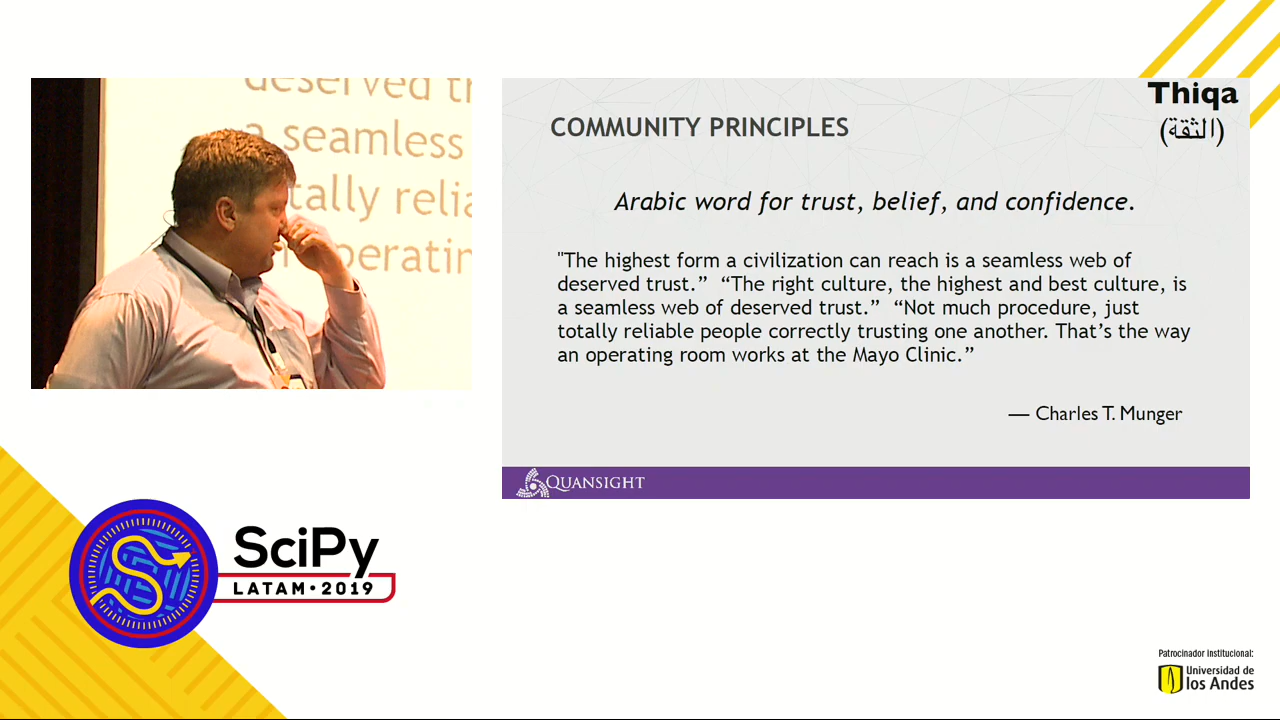 deserved tr
a seamless
tally relia
operatin
Thiqa
(الثقة)
COMMUNITY PRINCIPLES
Arabic word for trust, belief, and confidence.
"The highest form a civilization can reach is a seamless web of
deserved trust.” “The right culture, the highest and best culture, is
a seamless web of deserved trust.” “Not much procedure, just
totally reliable people correctly trusting one another. That’s the way
an operating room works at the Mayo Clinic.”
— Charles T. Munger
QUANSIGHT
SciPy
LATAM•2019
Patrocinador institucional:
Universidad de
los Andes